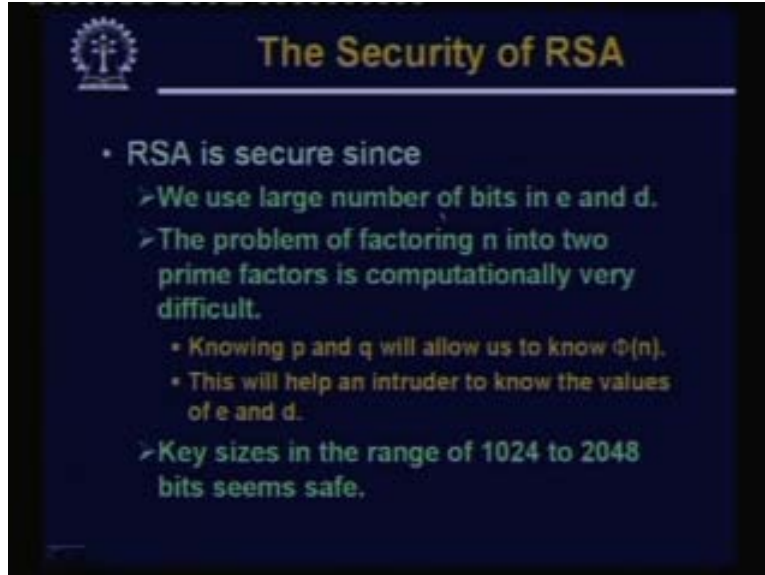 The Security of RSA
• RSA is secure since
➢We use large number of bits in e and d.
➢The problem of factoring n into two
prime factors is computationally very
difficult.
▪ Knowing p and q will allow us to know Φ(n).
▪ This will help an intruder to know the values
of e and d.
➢Key sizes in the range of 1024 to 2048
bits seems safe.